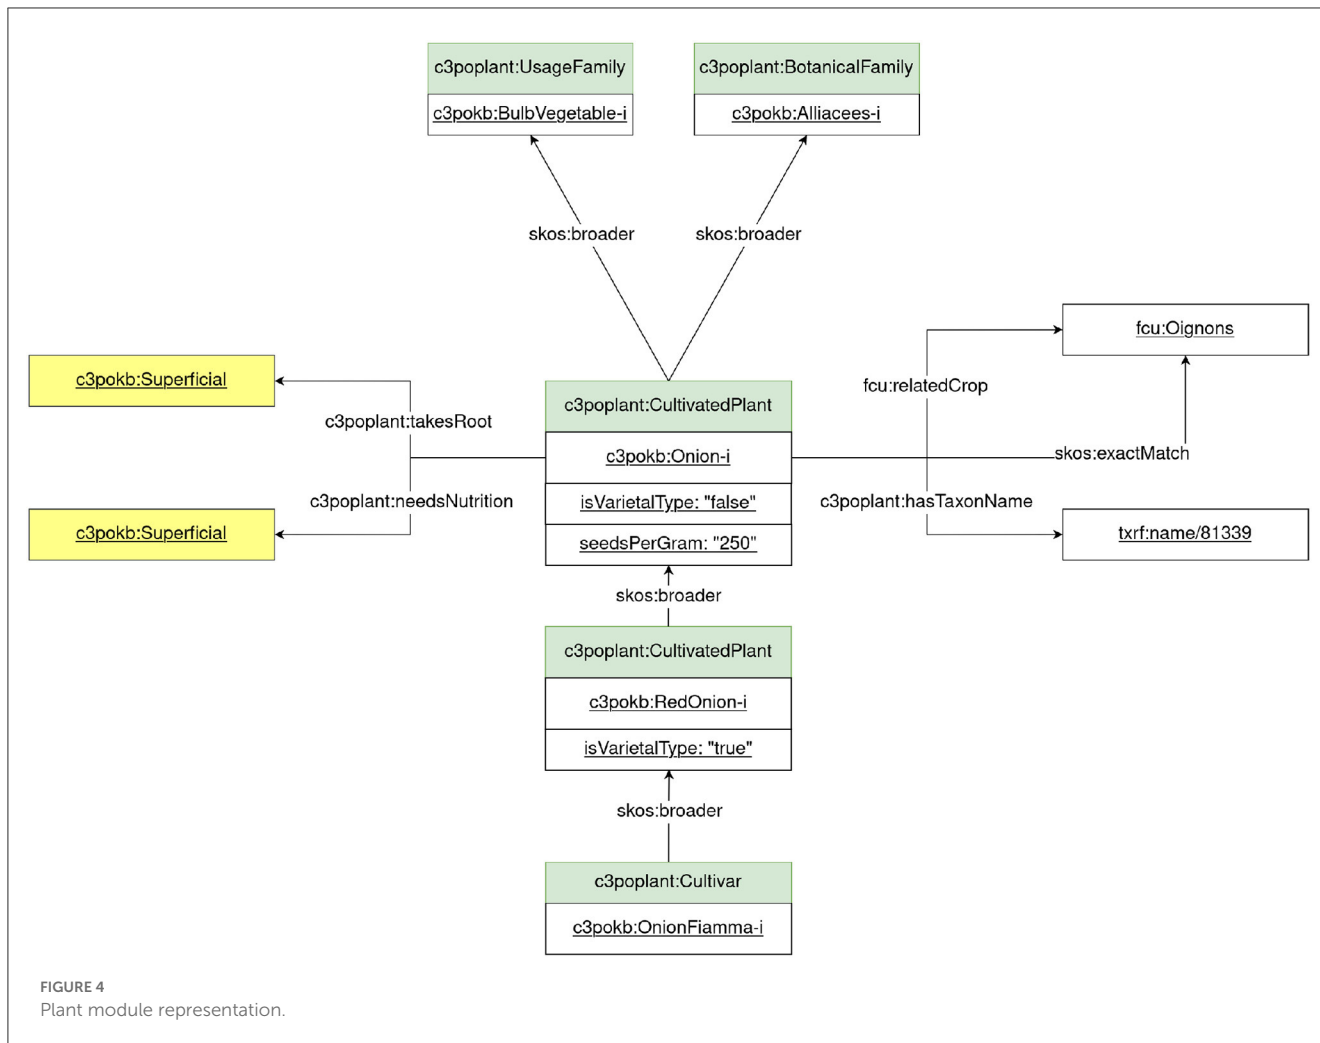 c3poplant:UsageFamily
c3pokb:BulbVegetable-i
c3poplant:BotanicalFamily
c3pokb:Alliacees-i
skos:broader
skos:broader
c3pokb:Superficial
c3poplant:takesRoot
c3poplant:needsNutrition
c3pokb:Superficial
c3poplant:CultivatedPlant
c3pokb:Onion-i
isVarietalType: "false"
seedsPerGram: "250"
fcu:Oignons
fcu:relatedCrop
skos:exactMatch
c3poplant:hasTaxonName
txrf:name/81339
skos:broader
c3poplant:CultivatedPlant
c3pokb:RedOnion-i
isVarietalType: "true"
skos:broader
c3poplant:Cultivar
c3pokb:OnionFiamma-i
FIGURE 4
Plant module representation.